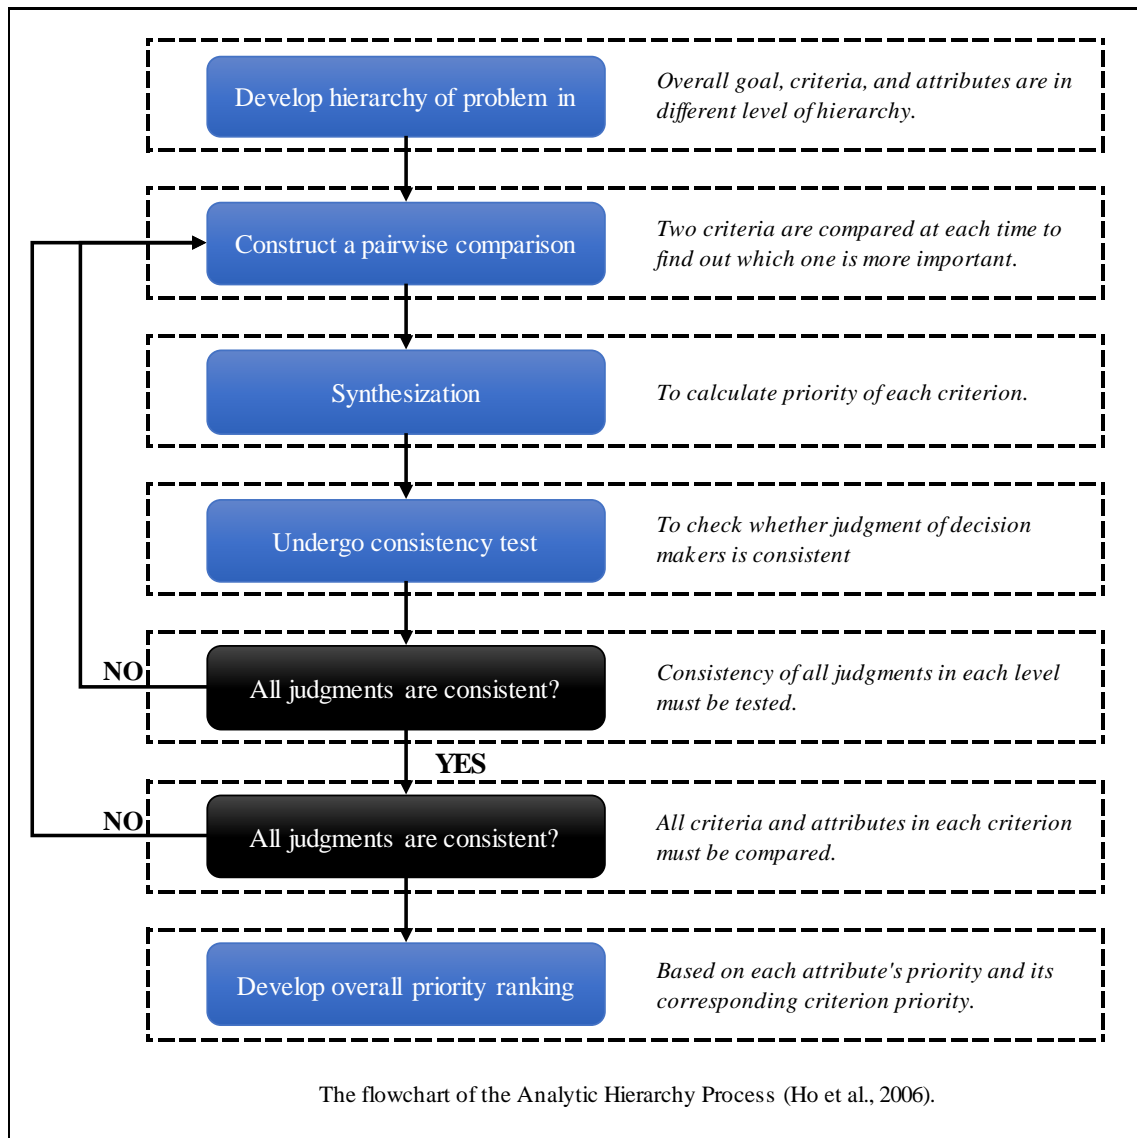 Develop hierarchy of problem in
Overall goal, criteria, and attributes are in
different level of hierarchy.
Construct a pairwise comparison
Two criteria are compared at each time to
find out which one is more important.
Synthesization
To calculate priority of each criterion.
Undergo consistency test
To check whether judgment of decision
makers is consistent
NO
All judgments are consistent?
Consistency of all judgments in each level
must be tested.
YES
NO
All judgments are consistent?
All criteria and attributes in each criterion
must be compared.
Develop overall priority ranking
Based on each attribute's priority and its
corresponding criterion priority.
The flowchart of the Analytic Hierarchy Process (Ho et al., 2006).